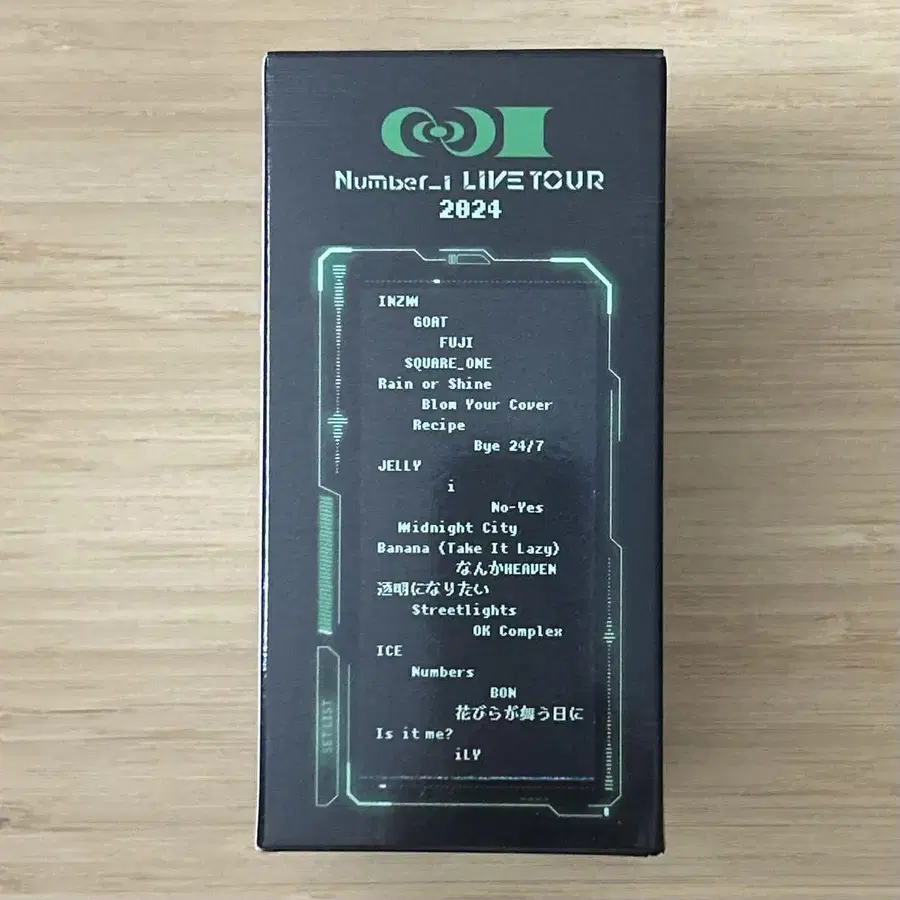 Number_i LIVE TOUR
2024
INZM
GOAT
FUJI
SQUARE_ONE
Rain or Shine
Blow Your Cover
Recipe
Bye 24/7
JELLY
i
No-Yes
Midnight City
Banana (Take It Lazy)
なんかHEAVEN
透明になりたい
Streetlights
OK Complex
ICE
Numbers
BON
花びらが舞う日に
Is it me?
iLY
SET LIST